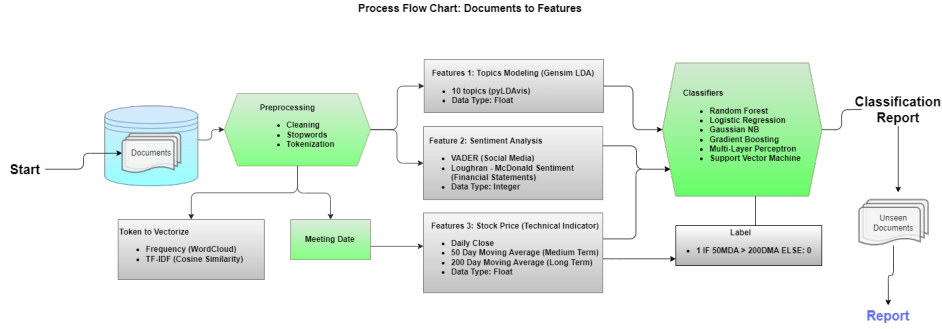 Process Flow Chart: Documents to Features
Start
Documents
Preprocessing
Cleaning
Stopwords
Tokenization
Token to Vectorize
Frequency (WordCloud)
TF-IDF (Cosine Similarity)
Meeting Date
Features 1: Topics Modeling (Gensim LDA)
10 topics (pyLDAvis)
Data Type: Float
Feature 2: Sentiment Analysis
VADER (Social Media)
Loughran - McDonald Sentiment
(Financial Statements)
Data Type: Integer
Features 3: Stock Price (Technical Indicator)
Daily Close
50 Day Moving Average (Medium Term)
200 Day Moving Average (Long Term)
Data Type: Float
Classifiers
Random Forest
Logistic Regression
Gaussian NB
Gradient Boosting
Multi-Layer Perceptron
Support Vector Machine
Label
1 IF 50MDA > 200DMA ELSE: 0
Classification
Report
Unseen
Documents
Report